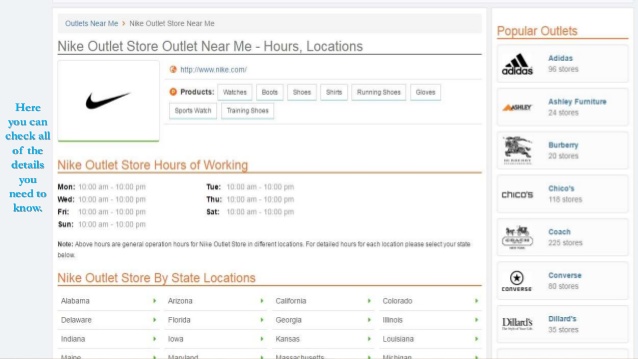 Here
you can
check all
of the
details
you
need to
know.
Outlets Near Me > Nike Outlet Store Near Me
Nike Outlet Store Outlet Near Me - Hours, Locations
http://www.nike.com/
Products: Watches Boots Shoes Shirts Running Shoes Gloves
Sports Watch Training Shoes
Nike Outlet Store Hours of Working
Mon: 10:00 am - 10:00 pm Tue: 10:00 am - 10:00 pm
Wed: 10:00 am - 10:00 pm Thu: 10:00 am - 10:00 pm
Fri: 10:00 am - 10:00 pm Sat: 10:00 am - 10:00 pm
Sun: 10:00 am - 10:00 pm
Note: Above hours are general operation hours for Nike Outlet Store in different locations. For detailed hours for each location please select your state
below.
Nike Outlet Store By State Locations
Alabama Arizona California Colorado
Delaware Florida Georgia Illinois
Indiana Iowa Kansas Louisiana
Maine Maryland Massachusetts Michigan
Popular Outlets
adidas
Adidas
96 stores
ASHLEY
Ashley Furniture
24 stores
Burberry
20 stores
CHICO'S
Chico's
118 stores
COACH
Coach
225 stores
CONVERSE
Converse
60 stores
Dillard's
Dillard's
35 stores